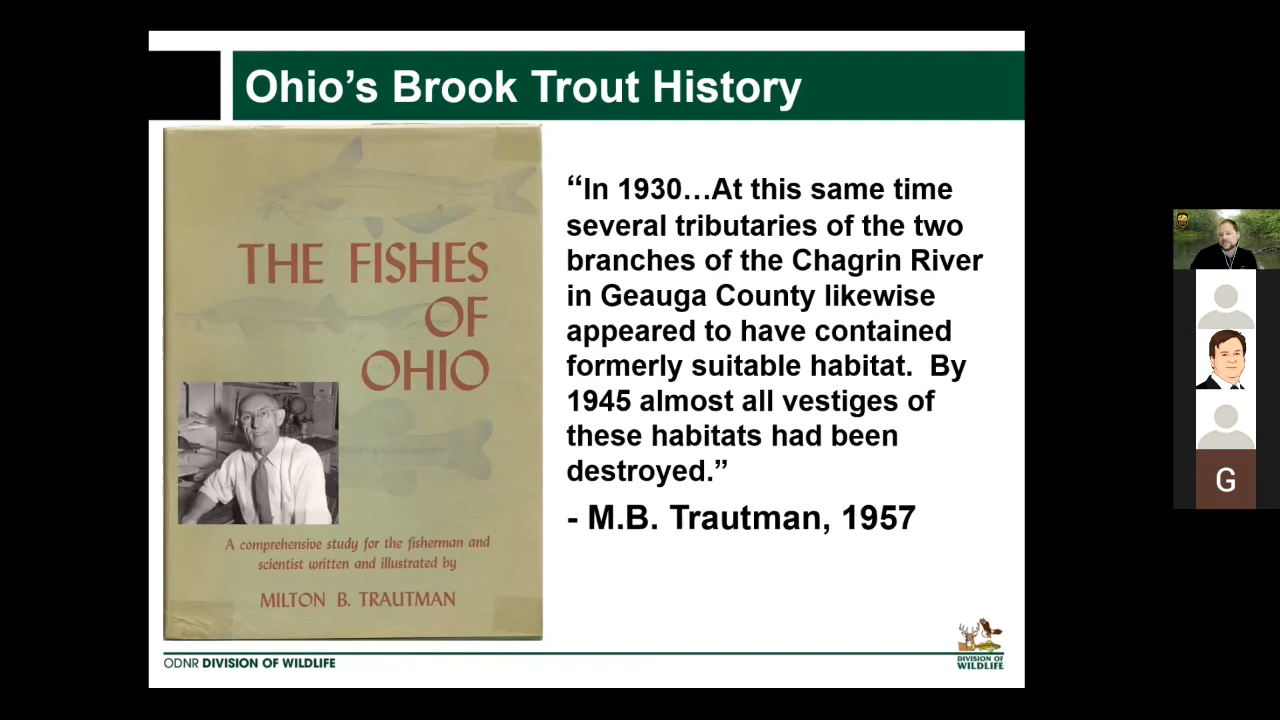 Ohio's Brook Trout History
THE FISHES
OF
OHIO
A comprehensive study for the fisherman and
scientist written and illustrated by
MILTON B. TRAUTMAN
“In 1930…At this same time
several tributaries of the two
branches of the Chagrin River
in Geauga County likewise
appeared to have contained
formerly suitable habitat.  By
1945 almost all vestiges of
these habitats had been
destroyed.”
- M.B. Trautman, 1957
ODNR DIVISION OF WILDLIFE
DIVISION OF
WILDLIFE
G